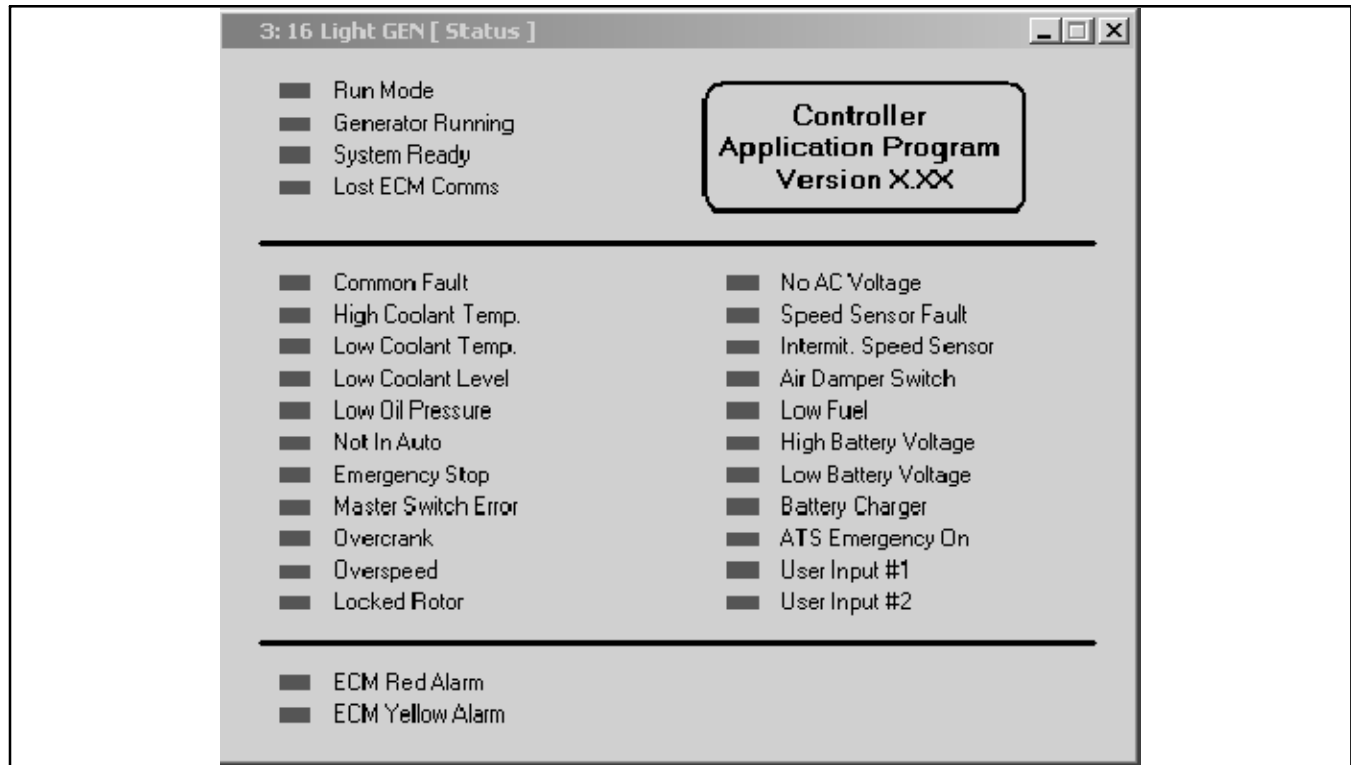 3: 16 Light GEN [ Status ]
Run Mode
Generator Running
System Ready
Lost ECM Comms
Controller
Application Program
Version X.XX
Common Fault
High Coolant Temp.
Low Coolant Temp.
Low Coolant Level
Low Oil Pressure
Not In Auto
Emergency Stop
Master Switch Error
Overcrank
Overspeed
Locked Rotor
No AC Voltage
Speed Sensor Fault
Intermit. Speed Sensor
Air Damper Switch
Low Fuel
High Battery Voltage
Low Battery Voltage
Battery Charger
ATS Emergency On
User Input #1
User Input #2
ECM Red Alarm
ECM Yellow Alarm